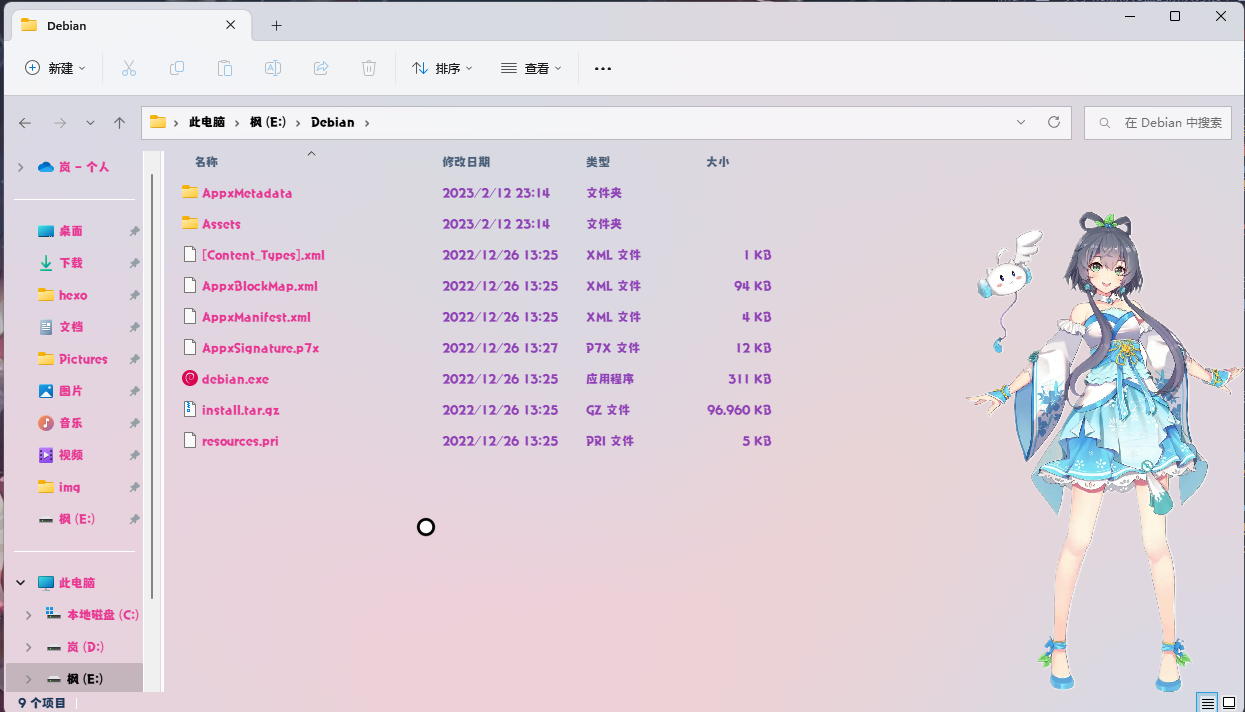 Debian
新建
排序
查看
此电脑 枫 (E:) Debian
在 Debian 中搜索
岚 - 个人
桌面
下载
hexo
文档
Pictures
图片
音乐
视频
img
枫 (E:)
此电脑
本地磁盘 (C:)
岚 (D:)
枫 (E:)
名称 修改日期 类型 大小
AppxMetadata 2023/2/12 23:14 文件夹
Assets 2023/2/12 23:14 文件夹
[Content_Types].xml 2022/12/26 13:25 XML 文件 1 KB
AppxBlockMap.xml 2022/12/26 13:25 XML 文件 94 KB
AppxManifest.xml 2022/12/26 13:25 XML 文件 4 KB
AppxSignature.p7x 2022/12/26 13:27 P7X 文件 12 KB
debian.exe 2022/12/26 13:25 应用程序 311 KB
install.tar.gz 2022/12/26 13:25 GZ 文件 96,960 KB
resources.pri 2022/12/26 13:25 PRI 文件 5 KB
9 个项目